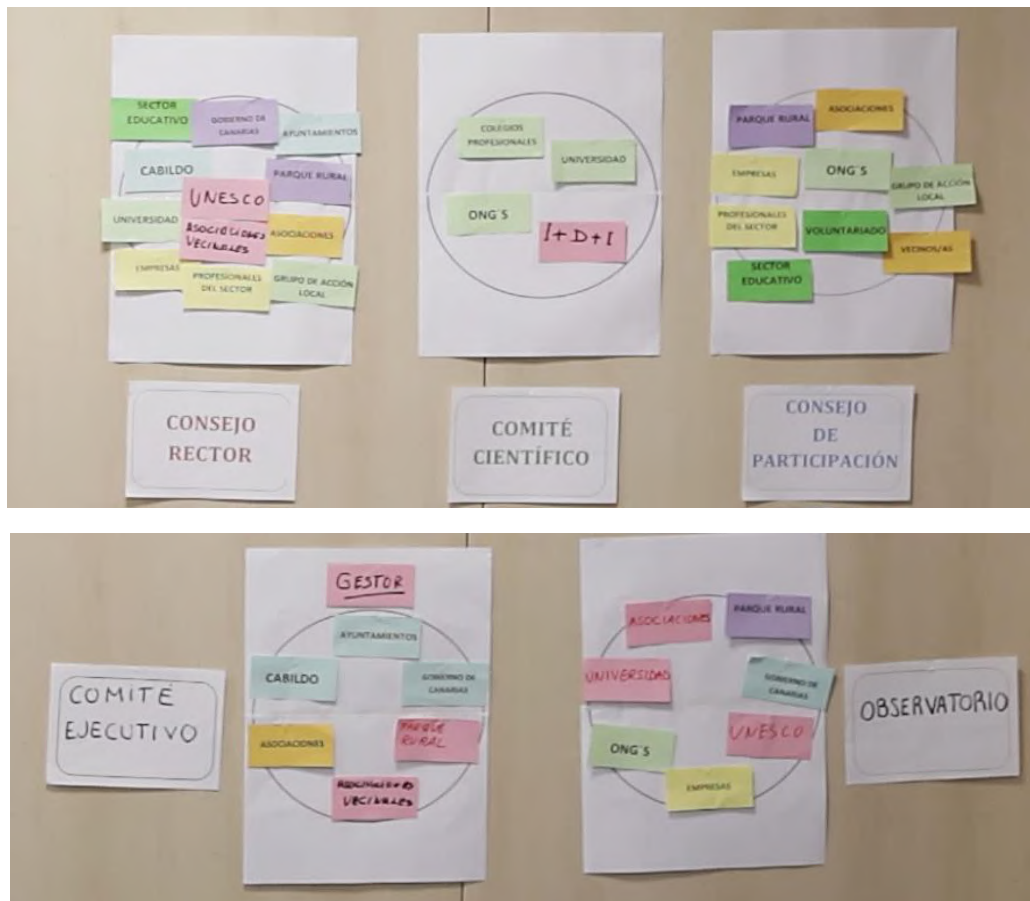 SECTOR
EDUCATIVO
GOBIERNO DE
CANARIAS
AYUNTAMIENTOS
CABILDO
UNESCO
PARQUE RURAL
UNIVERSIDAD
ASOCIACIONES
VECINALES
ASOCIACIONES
EMPRESAS
PROFESIONALES
DEL SECTOR
GRUPO DE ACCIÓN
LOCAL
CONSEJO
RECTOR
COLEGIOS
PROFESIONALES
UNIVERSIDAD
ONG´S
I+D+I
COMITÉ
CIENTÍFICO
PARQUE RURAL
ASOCIACIONES
EMPRESAS
ONG´S
GRUPO DE ACCIÓN
LOCAL
PROFESIONALES
DEL SECTOR
VOLUNTARIADO
VECINOS/AS
SECTOR
EDUCATIVO
CONSEJO
DE
PARTICIPACIÓN
COMITÉ
EJECUTIVO
GESTOR
AYUNTAMIENTOS
CABILDO
GOBIERNO DE
CANARIAS
ASOCIACIONES
PARQUE
RURAL
ASOCIACIONES
VECINALES
ASOCIACIONES
PARQUE RURAL
UNIVERSIDAD
GOBIERNO DE
CANARIAS
UNESCO
ONG´S
EMPRESAS
OBSERVATORIO